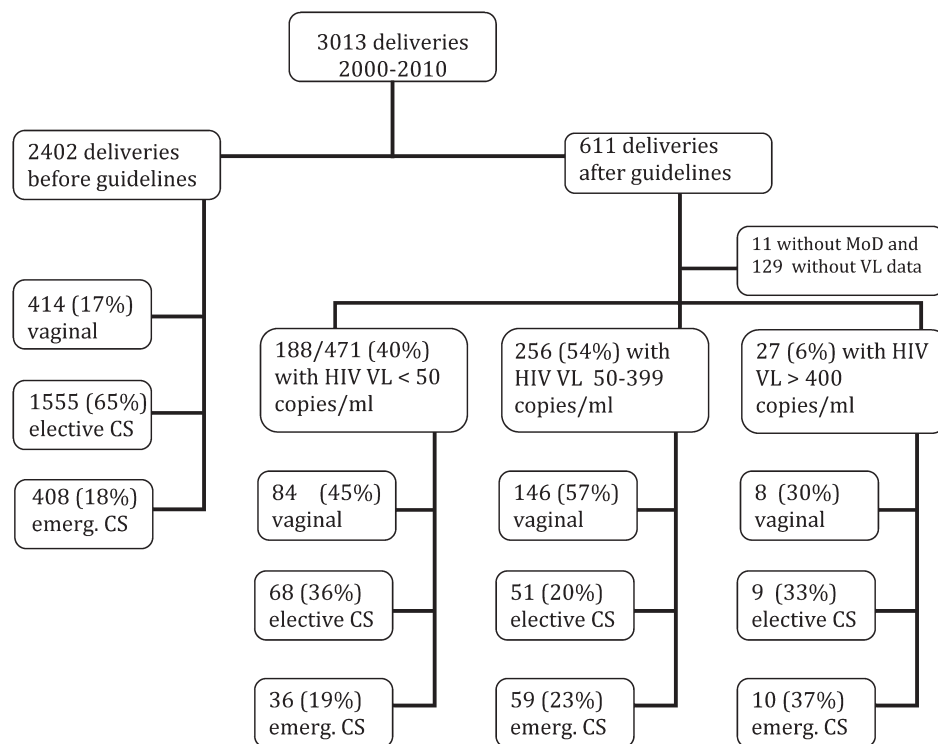 3013 deliveries
2000-2010
2402 deliveries
before guidelines
611 deliveries
after guidelines
11 without MoD and
129 without VL data
414 (17%)
vaginal
1555 (65%)
elective CS
408 (18%)
emerg. CS
188/471 (40%)
with HIV VL < 50
copies/ml
256 (54%) with
HIV VL 50-399
copies/ml
27 (6%) with HIV
VL > 400
copies/ml
84 (45%)
vaginal
68 (36%)
elective CS
36 (19%)
emerg. CS
146 (57%)
vaginal
51 (20%)
elective CS
59 (23%)
emerg. CS
8 (30%)
vaginal
9 (33%)
elective CS
10 (37%)
emerg. CS